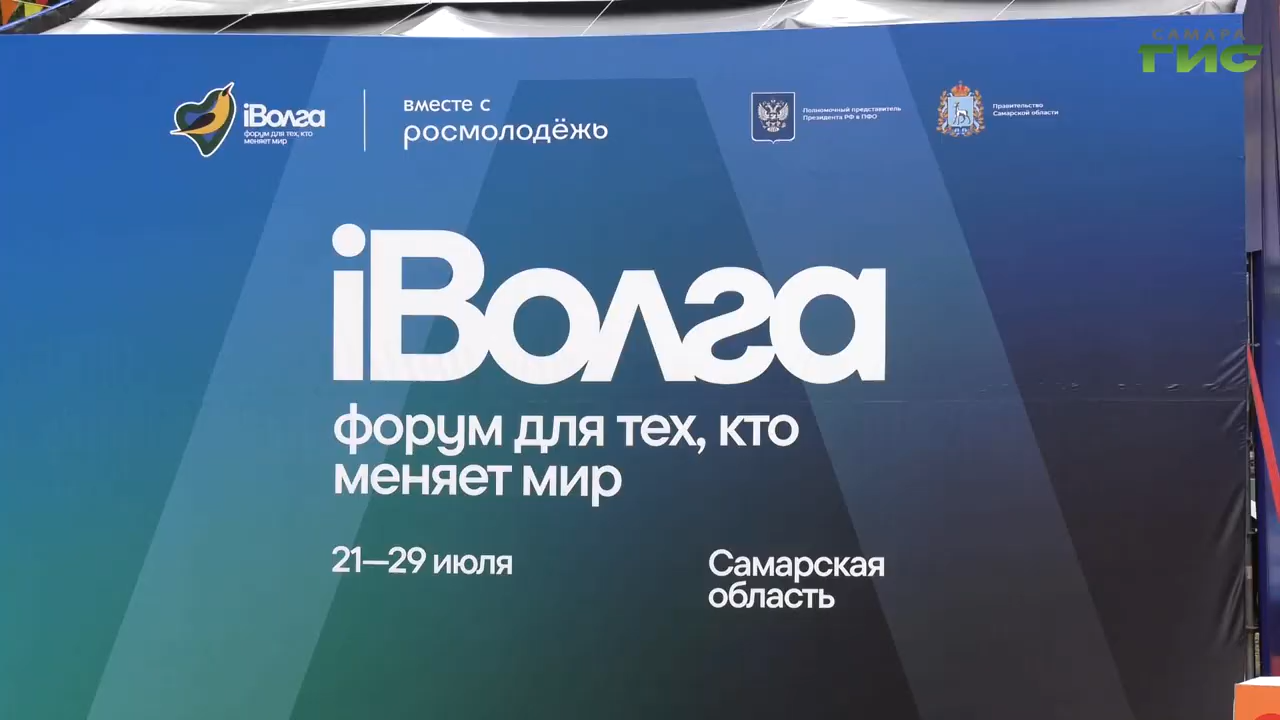 САМАРА
ГИС
iВолга
форум для тех, кто
меняет мир
вместе с
росмолодёжь
Полномочный представитель
Президента РФ в ПФО
Правительство
Самарской области
iВолга
форум для тех, кто
меняет мир
21—29 июля
Самарская
область